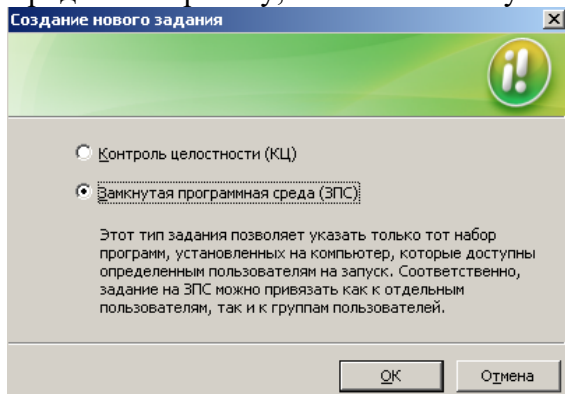 Создание нового задания
Контроль целостности (КЦ)
Замкнутая программная среда (ЗПС)
Этот тип задания позволяет указать только тот набор
программ, установленных на компьютер, которые доступны
определенным пользователям на запуск. Соответственно,
задание на ЗПС можно привязать как к отдельным
пользователям, так и к группам пользователей.
ОК Отмена